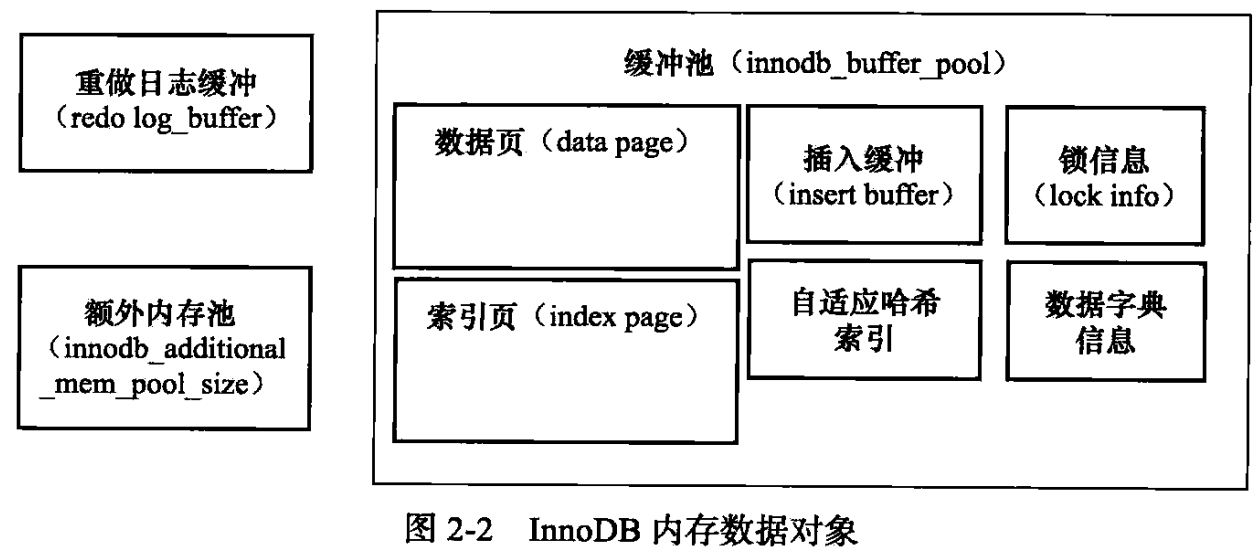 重做日志缓冲
（redo log_buffer）
额外内存池
（innodb_additional
_mem_pool_size）
缓冲池（innodb_buffer_pool）
数据页（data page）
插入缓冲
（insert buffer）
锁信息
（lock info）
索引页（index page）
自适应哈希
索引
数据字典
信息
图 2-2 InnoDB 内存数据对象